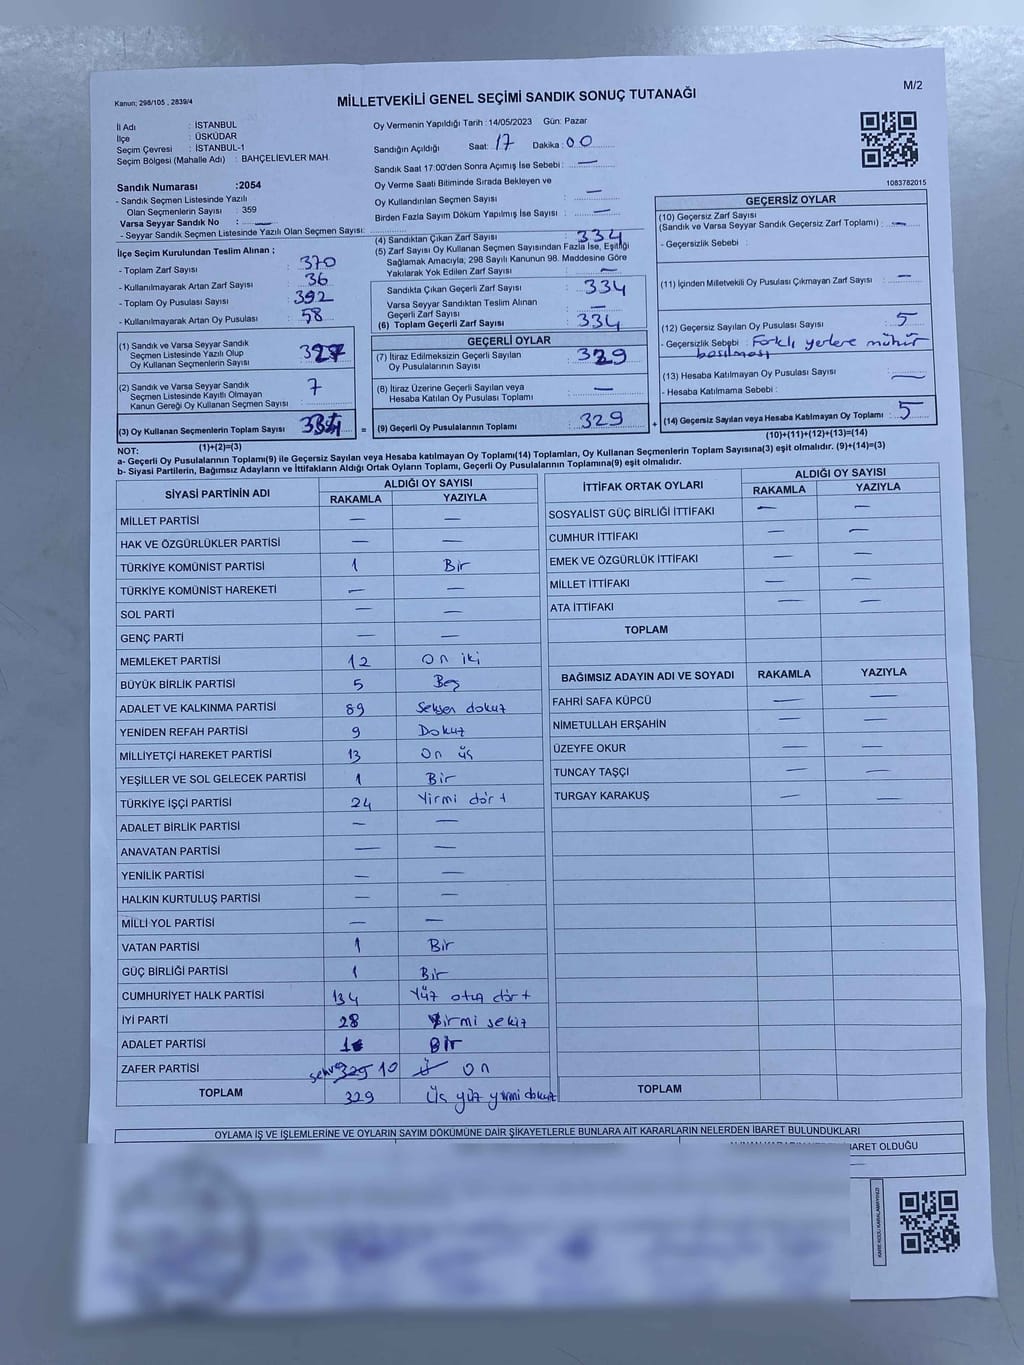 Kanun; 298/105 , 2839/4
MİLLETVEKİLİ GENEL SEÇİMİ SANDIK SONUÇ TUTANAĞI
M/2
İl Adı : İSTANBUL
İlçe : ÜSKÜDAR
Seçim Çevresi : İSTANBUL-1
Seçim Bölgesi (Mahalle Adı) : BAHÇELİEVLER MAH.
Oy Vermenin Yapıldığı Tarih : 14/05/2023 Gün: Pazar
Sandığın Açıldığı Saat: 17 Dakika : 00
Sandık Saat 17:00'den Sonra Açımış İse Sebebi : —
Oy Verme Saati Bitiminde Sırada Bekleyen ve
Oy Kullandırılan Seçmen Sayısı : —
Birden Fazla Sayım Döküm Yapılmış İse Sayısı : —
1083782015
Sandık Numarası :2054
- Sandık Seçmen Listesinde Yazılı
Olan Seçmenlerin Sayısı : 359
Varsa Seyyar Sandık No : —
- Seyyar Sandık Seçmen Listesinde Yazılı Olan Seçmen Sayısı:
İlçe Seçim Kurulundan Teslim Alınan ;
- Toplam Zarf Sayısı : 370
- Kullanılmayarak Artan Zarf Sayısı : 36
- Toplam Oy Pusulası Sayısı : 392
- Kullanılmayarak Artan Oy Pusulası : 58
(1) Sandık ve Varsa Seyyar Sandık
Seçmen Listesinde Yazılı Olup
Oy Kullanan Seçmenlerin Sayısı : 327
(2) Sandık ve Varsa Seyyar Sandık
Seçmen Listesinde Kayıtlı Olmayan
Kanun Gereği Oy Kullanan Seçmen Sayısı : 7
(3) Oy Kullanan Seçmenlerin Toplam Sayısı : 334
(1)+(2)=(3)
(4) Sandıktan Çıkan Zarf Sayısı : 334
(5) Zarf Sayısı Oy Kullanan Seçmen Sayısından Fazla İse, Eşitliği
Sağlamak Amacıyla; 298 Sayılı Kanunun 98. Maddesine Göre
Yakılarak Yok Edilen Zarf Sayısı : —
Sandıkta Çıkan Geçerli Zarf Sayısı : 334
Varsa Seyyar Sandıktan Teslim Alınan
Geçerli Zarf Sayısı : —
(6) Toplam Geçerli Zarf Sayısı : 334
GEÇERLİ OYLAR
(7) İtiraz Edilmeksizin Geçerli Sayılan
Oy Pusulasının Sayısı : 329
(8) İtiraz Üzerine Geçerli Sayılan veya
Hesaba Katılan Oy Pusulası Toplamı : —
= (9) Geçerli Oy Pusulalarının Toplamı : 329 +
GEÇERSİZ OYLAR
(10) Geçersiz Zarf Sayısı
(Sandık ve Varsa Seyyar Sandık Geçersiz Zarf Toplamı) : —
- Geçersizlik Sebebi :
(11) İçinden Milletvekili Oy Pusulası Çıkmayan Zarf Sayısı : —
(12) Geçersiz Sayılan Oy Pusulası Sayısı : 5
- Geçersizlik Sebebi : Farklı yerlere mühür
basılması
(13) Hesaba Katılmayan Oy Pusulası Sayısı : —
- Hesaba Katılmama Sebebi :
(14) Geçersiz Sayılan veya Hesaba Katılmayan Oy Toplamı : 5
(10)+(11)+(12)+(13)=(14)
NOT:
a- Geçerli Oy Pusulalarının Toplamı(9) ile Geçersiz Sayılan veya Hesaba katılmayan Oy Toplamı(14) Toplamları, Oy Kullanan Seçmenlerin Toplam Sayısına(3) eşit olmalıdır. (9)+(14)=(3)
b- Siyasi Partilerin, Bağımsız Adayların ve İttifakların Aldığı Ortak Oyların Toplamı, Geçerli Oy Pusulalarının Toplamına(9) eşit olmalıdır.
SİYASİ PARTİNİN ADI ALDIĞI OY SAYISI
RAKAMLA YAZIYLA
MİLLET PARTİSİ — —
HAK VE ÖZGÜRLÜKLER PARTİSİ — —
TÜRKİYE KOMÜNİST PARTİSİ 1 Bir
TÜRKİYE KOMÜNİST HAREKETİ — —
SOL PARTİ — —
GENÇ PARTİ — —
MEMLEKET PARTİSİ 12 On iki
BÜYÜK BİRLİK PARTİSİ 5 Beş
ADALET VE KALKINMA PARTİSİ 89 Seksen dokuz
YENİDEN REFAH PARTİSİ 9 Dokuz
MİLLİYETÇİ HAREKET PARTİSİ 13 On üç
YEŞİLLER VE SOL GELECEK PARTİSİ 1 Bir
TÜRKİYE İŞÇİ PARTİSİ 24 Yirmi dört
ADALET BİRLİK PARTİSİ — —
ANAVATAN PARTİSİ — —
YENİLİK PARTİSİ — —
HALKIN KURTULUŞ PARTİSİ — —
MİLLİ YOL PARTİSİ — —
VATAN PARTİSİ 1 Bir
GÜÇ BİRLİĞİ PARTİSİ 1 Bir
CUMHURİYET HALK PARTİSİ 134 Yüz otuz dört
İYİ PARTİ 28 Yirmi sekiz
ADALET PARTİSİ 1 Bir
ZAFER PARTİSİ 329 10 on
TOPLAM 329 Üç yüz yirmi dokuz
İTTİFAK ORTAK OYLARI ALDIĞI OY SAYISI
RAKAMLA YAZIYLA
SOSYALİST GÜÇ BİRLİĞİ İTTİFAKI — —
CUMHUR İTTİFAKI — —
EMEK VE ÖZGÜRLÜK İTTİFAKI — —
MİLLET İTTİFAKI — —
ATA İTTİFAKI — —
TOPLAM
BAĞIMSIZ ADAYIN ADI VE SOYADI RAKAMLA YAZIYLA
FAHRİ SAFA KÜPCÜ — —
NİMETULLAH ERŞAHİN — —
ÜZEYFE OKUR — —
TUNCAY TAŞÇI — —
TURGAY KARAKUŞ — —
TOPLAM
OYLAMA İŞ VE İŞLEMLERİNE VE OYLARIN SAYIM DÖKÜMÜNE DAİR ŞİKAYETLERLE BUNLARA AİT KARARLARIN NELERDEN İBARET BULUNDUKLARI
İBARET OLDUĞU
—
KARE KODU KARALAMAYINIZ!